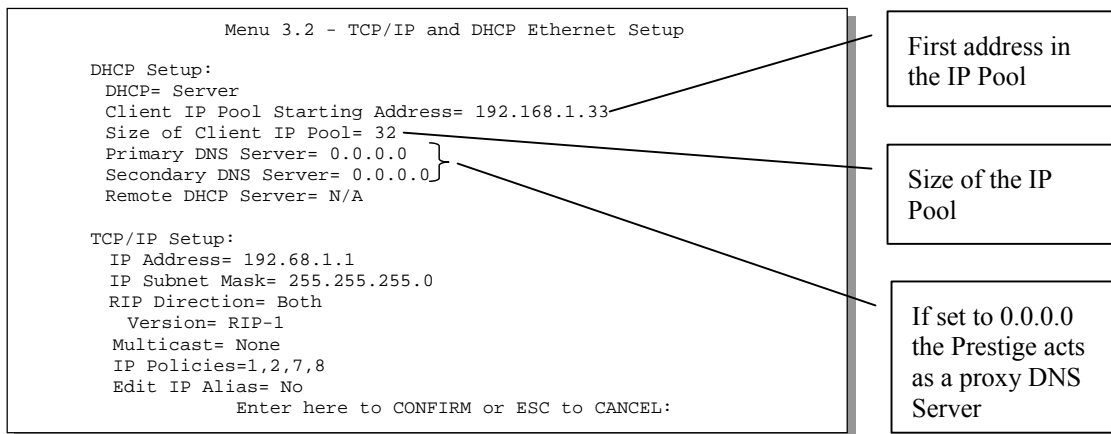 Menu 3.2 - TCP/IP and DHCP Ethernet Setup
DHCP Setup:
DHCP= Server
Client IP Pool Starting Address= 192.168.1.33
Size of Client IP Pool= 32
Primary DNS Server= 0.0.0.0
Secondary DNS Server= 0.0.0.0
Remote DHCP Server= N/A
TCP/IP Setup:
IP Address= 192.68.1.1
IP Subnet Mask= 255.255.255.0
RIP Direction= Both
Version= RIP-1
Multicast= None
IP Policies=1,2,7,8
Edit IP Alias= No
Enter here to CONFIRM or ESC to CANCEL:
First address in
the IP Pool
Size of the IP
Pool
If set to 0.0.0.0
the Prestige acts
as a proxy DNS
Server